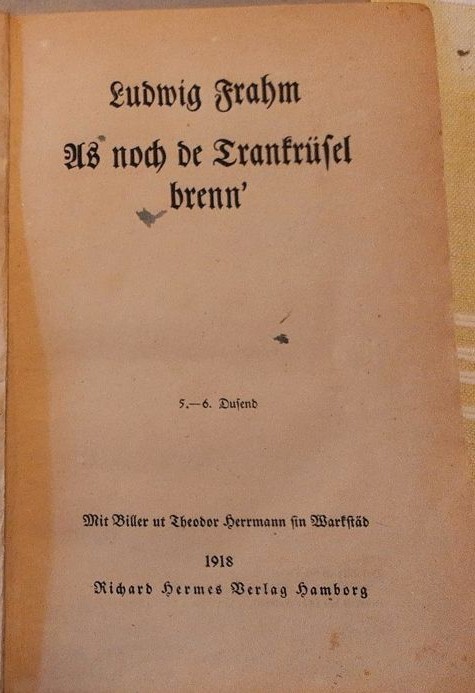 Ludwig Frahm
As noch de Trankrüsel
brenn'
5.—6. Dusend
Mit Biller ut Theodor Herrmann sin Warkstäd
1918
Richard Hermes Verlag Hamborg